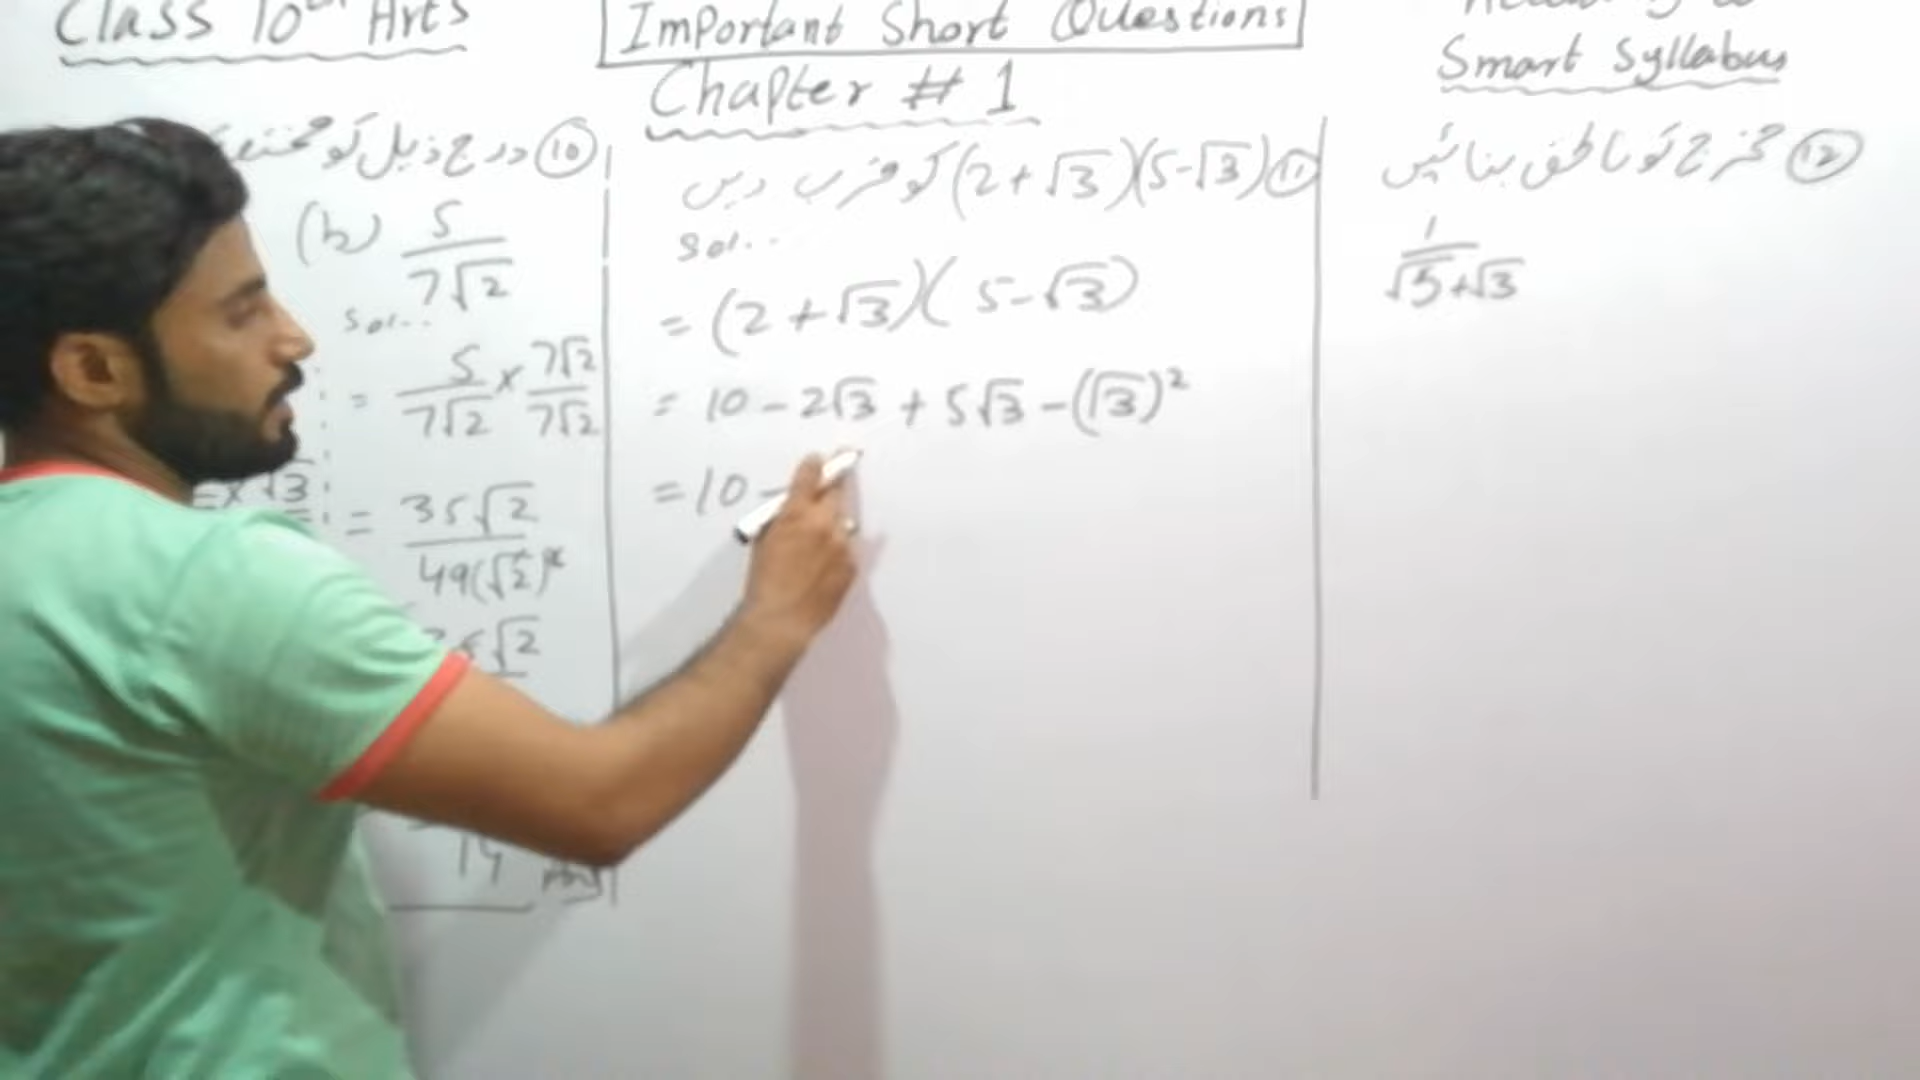 Class 10th Arts
Important Short Questions
Smart Syllabus
Chapter # 1
⑩ درج ذیل کو
(b) 5/7√2
Sol..
= 5/7√2 × 7√2/7√2
= 35√2/49(√2)²
√2
14
⑪ (2+√3)(5-√3) کو ضرب دیں
Sol...
= (2+√3)(5-√3)
= 10 - 2√3 + 5√3 - (√3)²
= 10 -
⑫ مخرج کو ناطق بنائیں
1/√5+√3